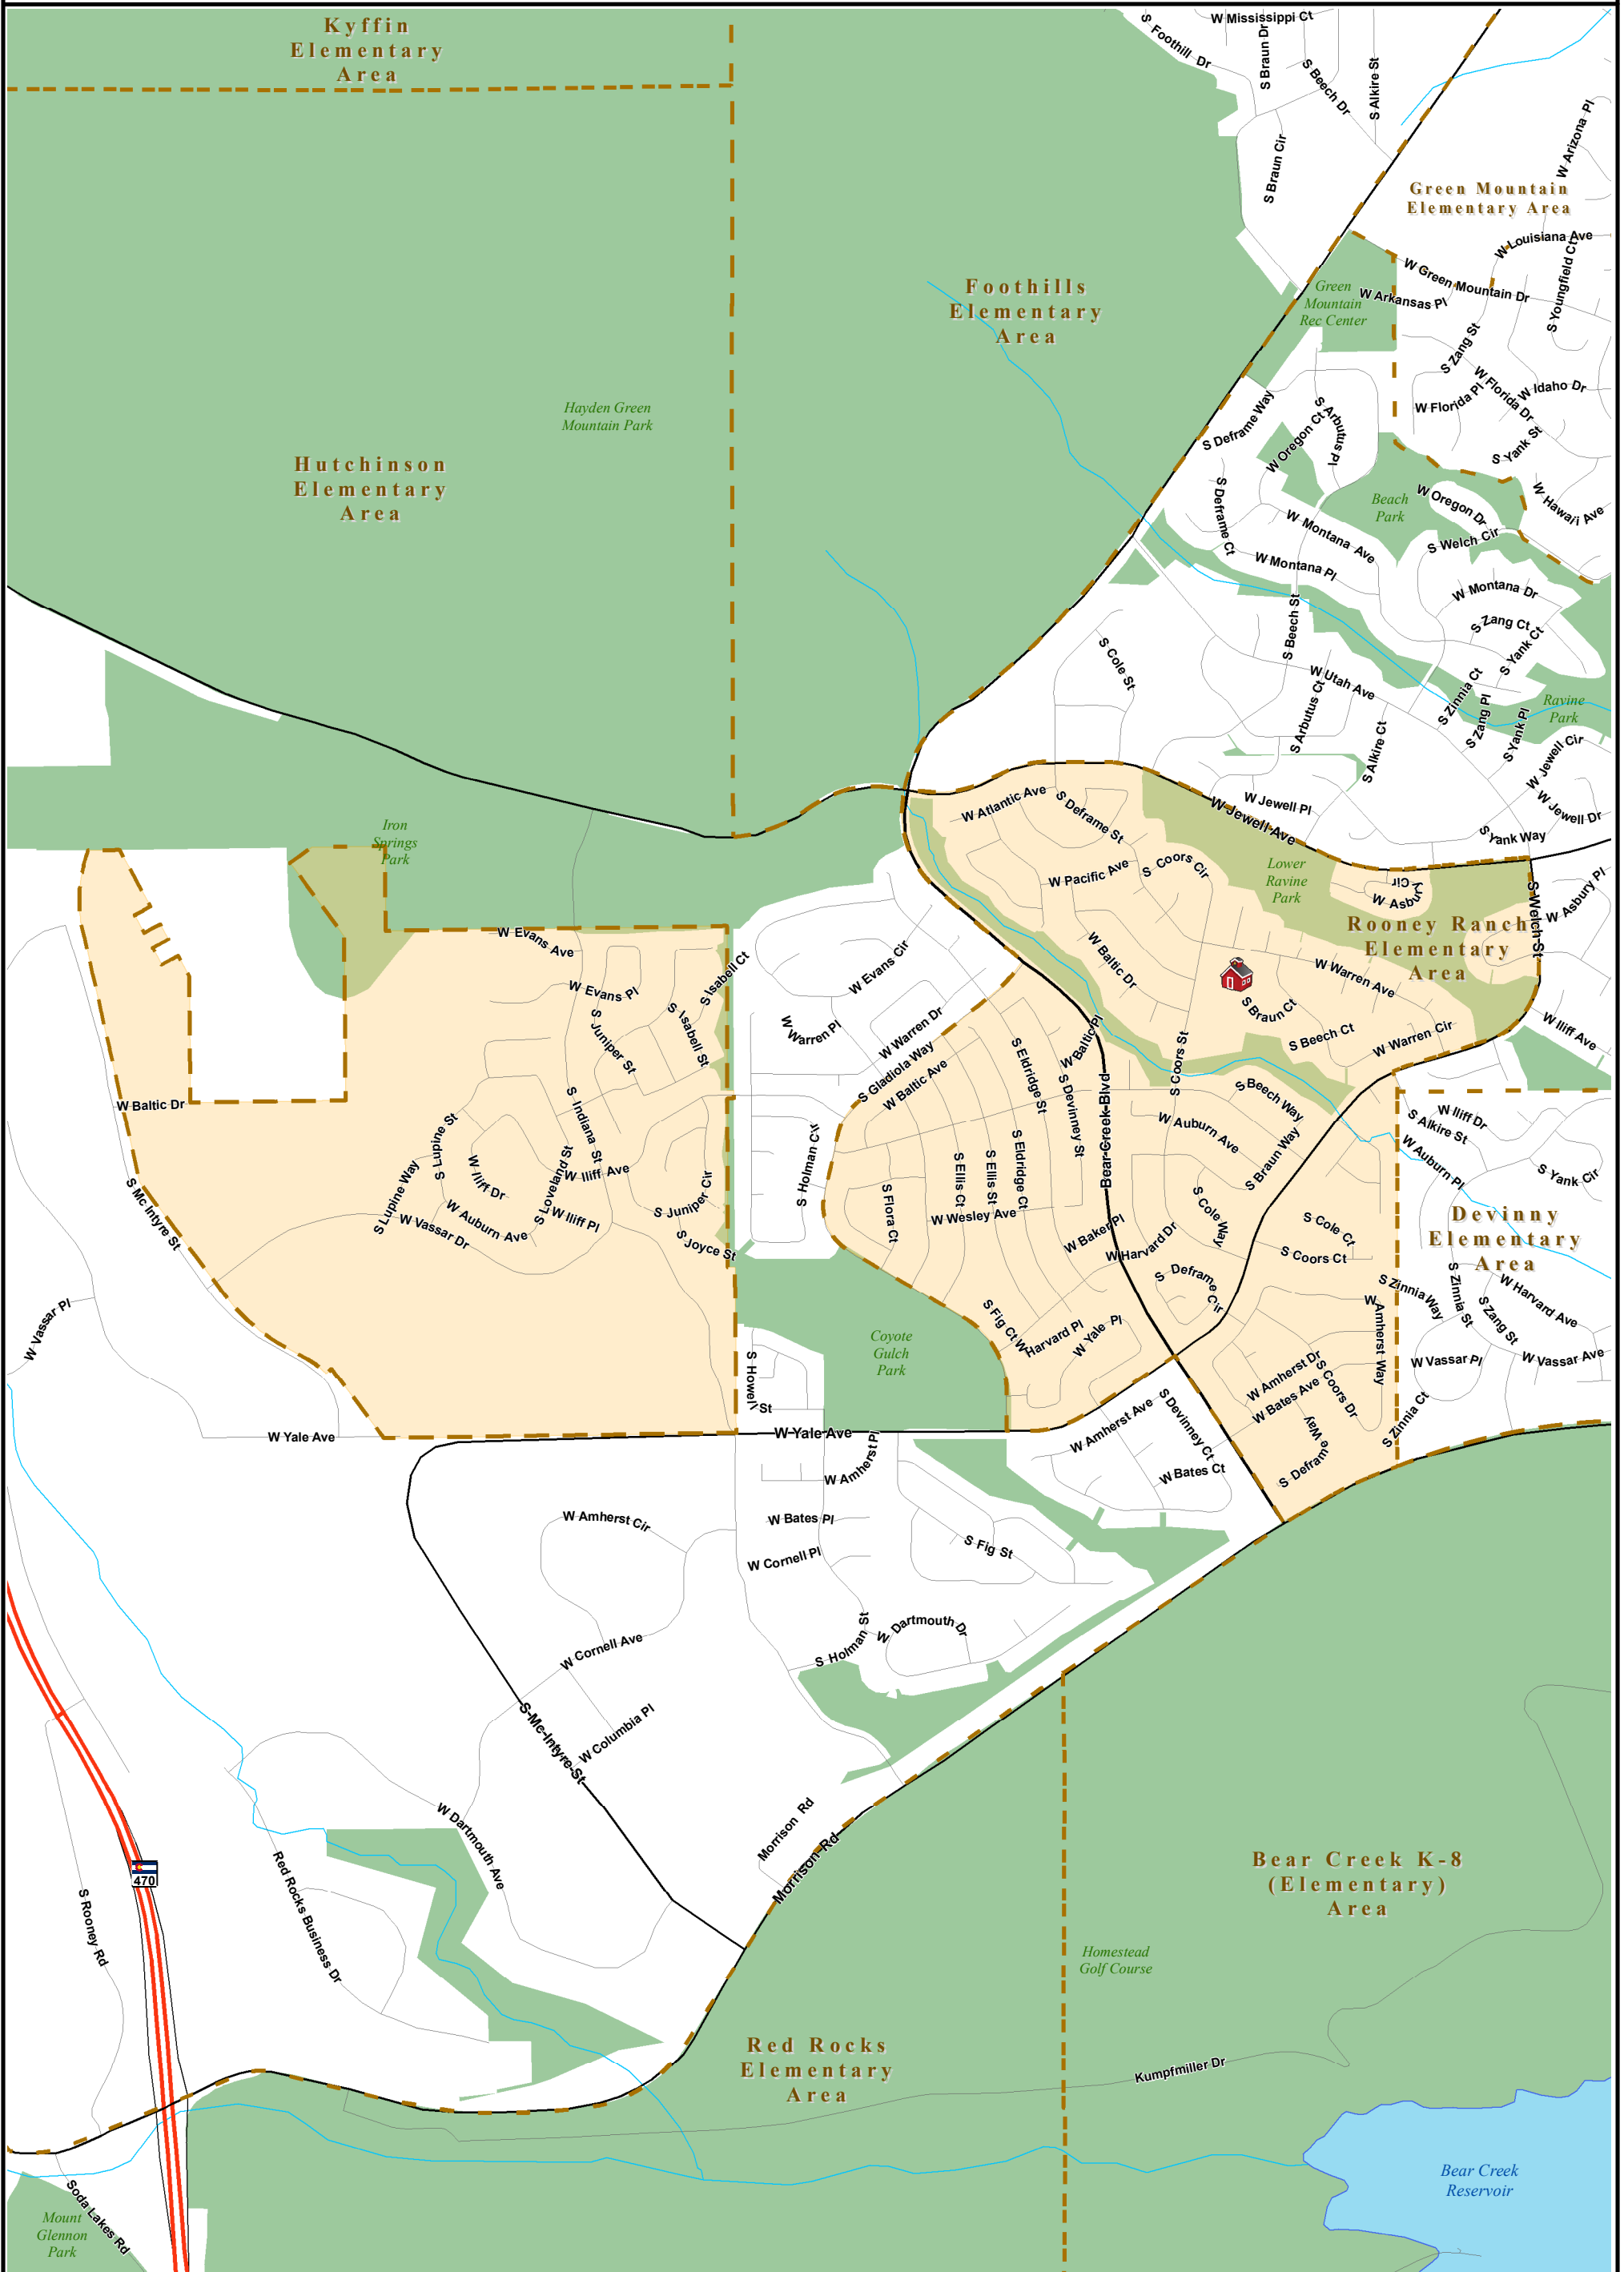 Kyffin
Elementary
Area
W Mississippi Ct
S Foothill Dr
S Braun Dr
S Beech Dr
S Alkire St
W Arizona Pl
S Braun Cir
Green Mountain
Elementary Area
W Louisiana Ave
S Youngfield Ct
W Green Mountain Dr
W Arkansas Pl
Green
Mountain
Rec Center
Foothills
Elementary
Area
S Zang St
W Florida Dr
W Idaho Dr
W Florida Pl
S Yank St
W Hawaii Ave
Hayden Green
Mountain Park
Hutchinson
Elementary
Area
S Deframe Way
W Oregon Ct
S Arbutus Pl
S Deframe Ct
Beach
Park
W Oregon Dr
S Welch Cir
W Montana Ave
W Montana Pl
W Montana Dr
S Zang Ct
S Yank Ct
S Beech St
S Cole St
W Utah Ave
S Arbutus Ct
S Alkire Ct
S Zinnia Ct
S Zang Pl
S Yank Pl
Ravine
Park
W Jewell Cir
W Jewell Dr
W Jewell Pl
W Jewell Ave
S Yank Way
W Atlantic Ave
S Deframe St
Iron
Springs
Park
W Pacific Ave
S Coors Cir
Lower
Ravine
Park
W Asbury Cir
S Welch St
W Asbury Pl
Rooney Ranch
Elementary
Area
W Evans Ave
W Evans Pl
S Isabell Ct
S Isabell St
S Juniper St
W Evans Cir
W Warren Pl
W Warren Dr
W Baltic Dr
W Warren Ave
S Braun Ct
S Beech Ct
W Warren Cir
W Iliff Ave
S Gladiola Way
W Baltic Ave
S Eldridge St
W Baltic Pl
S Devinney St
Bear Creek Blvd
S Coors St
S Beech Way
W Auburn Ave
S Braun Way
W Baltic Dr
S Mc Intyre St
S Indiana St
S Lupine St
S Lupine Way
W Iliff Dr
S Loveland St
W Iliff Ave
W Auburn Ave
W Iliff Pl
W Vassar Dr
S Juniper Cir
S Joyce St
S Holman Cir
S Flora Ct
S Ellis Ct
S Ellis St
S Eldridge Ct
W Wesley Ave
W Baker Pl
W Harvard Dr
S Cole Way
S Deframe Cir
S Cole Ct
S Coors Ct
W Iliff Dr
S Alkire St
W Auburn Pl
S Yank Cir
Devinny
Elementary
Area
S Zinnia Way
S Zinnia St
S Zang St
W Harvard Ave
W Vassar Pl
W Vassar Ave
W Amherst Way
W Amherst Dr
W Bates Ave
S Coors Dr
S Deframe Way
S Zinnia Ct
W Vassar Pl
Coyote
Gulch
Park
S Fig Ct
W Harvard Pl
W Yale Pl
S Howell St
W Yale Ave
W Yale Ave
W Amherst Pl
W Amherst Ave
S Devinney Ct
W Bates Ct
W Amherst Cir
W Bates Pl
W Cornell Pl
S Fig St
S Holman St
W Dartmouth Dr
W Cornell Ave
W Columbia Pl
S Mc Intyre St
W Dartmouth Ave
Morrison Rd
Morrison Rd
470
S Rooney Rd
Red Rocks Business Dr
Bear Creek K-8
(Elementary)
Area
Homestead
Golf Course
Red Rocks
Elementary
Area
Kumpfmiller Dr
Bear Creek
Reservoir
Soda Lakes Rd
Mount
Glennon
Park